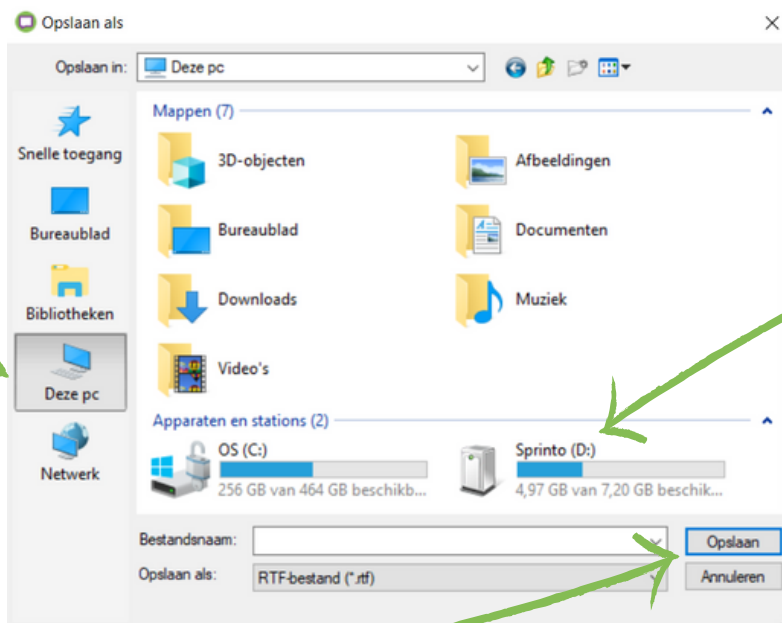 Opslaan als
Opslaan in: Deze pc
Mappen (7)
Snelle toegang
3D-objecten
Afbeeldingen
Bureaublad
Bureaublad
Documenten
Bibliotheken
Downloads
Muziek
Deze pc
Video's
Apparaten en stations (2)
Netwerk
OS (C:)
256 GB van 464 GB beschikb...
Sprinto (D:)
4,97 GB van 7,20 GB beschik...
Bestandsnaam:
Opslaan
Opslaan als: RTF-bestand (*.rtf)
Annuleren